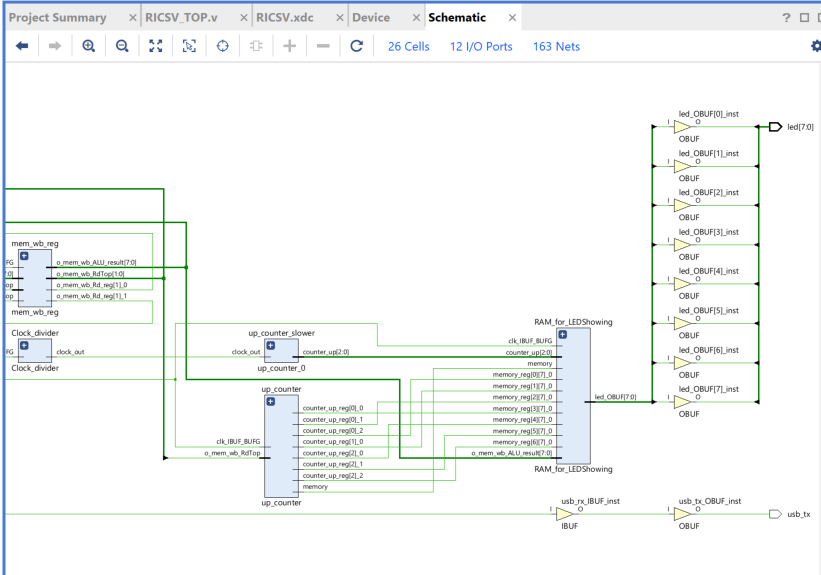 Project Summary × RICSV_TOP.v × RICSV.xdc × Device × Schematic ×
26 Cells 12 I/O Ports 163 Nets
led_OBUF[0]_inst
I O
OBUF
led[7:0]
led_OBUF[1]_inst
I O
OBUF
led_OBUF[2]_inst
I O
OBUF
led_OBUF[3]_inst
I O
OBUF
led_OBUF[4]_inst
I O
OBUF
led_OBUF[5]_inst
I O
OBUF
led_OBUF[6]_inst
I O
OBUF
led_OBUF[7]_inst
I O
OBUF
mem_wb_reg
FG o_mem_wb_ALU_result[7:0]
7:0] o_mem_wb_RdTop[1:0]
op o_mem_wb_Rd_reg[1]_0
op o_mem_wb_Rd_reg[1]_1
mem_wb_reg
Clock_divider
FG clock_out
Clock_divider
up_counter_slower
clock_out counter_up[2:0]
up_counter_0
up_counter
counter_up_reg[0]_0
counter_up_reg[0]_1
counter_up_reg[0]_2
clk_IBUF_BUFG counter_up_reg[1]_0
o_mem_wb_RdTop counter_up_reg[2]_0
counter_up_reg[2]_1
counter_up_reg[2]_2
memory
up_counter
RAM_for_LEDShowing
clk_IBUF_BUFG
counter_up[2:0]
memory
memory_reg[0][7]_0
memory_reg[1][7]_0
memory_reg[2][7]_0
memory_reg[3][7]_0
memory_reg[4][7]_0
memory_reg[5][7]_0
memory_reg[6][7]_0
o_mem_wb_ALU_result[7:0]
led_OBUF[7:0]
RAM_for_LEDShowing
usb_rx_IBUF_inst
I O
IBUF
usb_tx_OBUF_inst
I O
OBUF
usb_tx